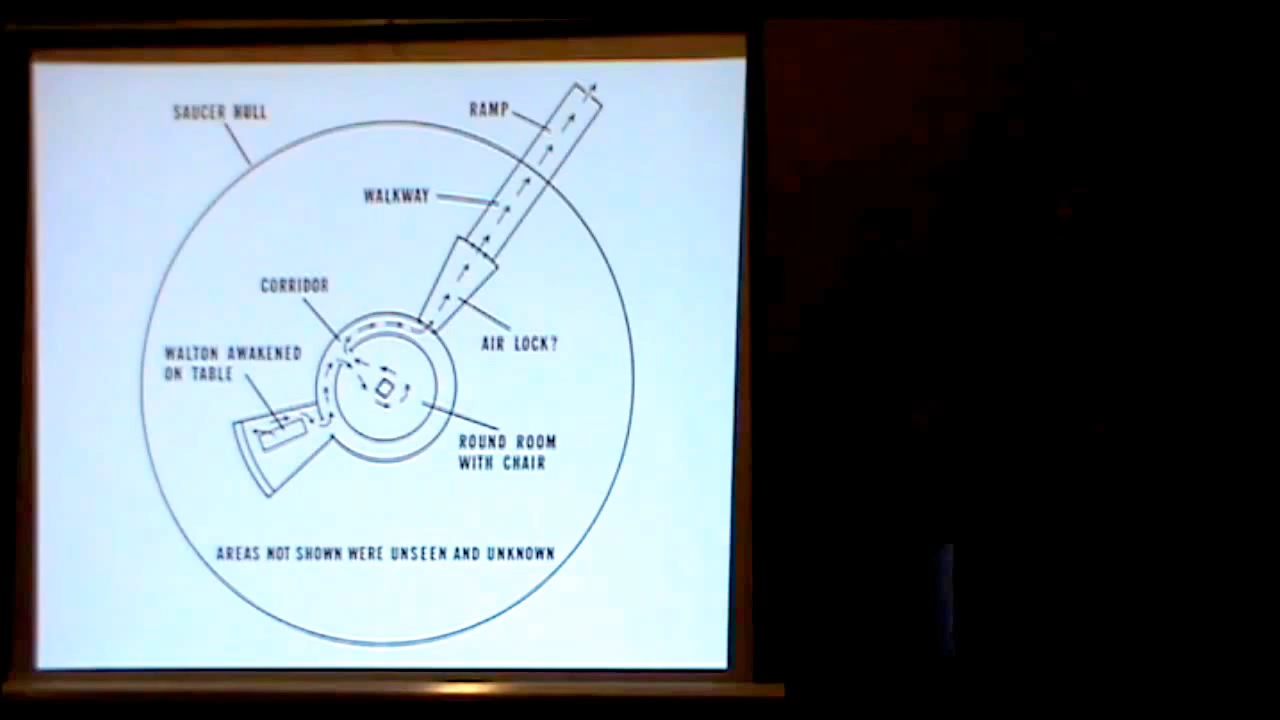 SAUCER HULL
RAMP
WALKWAY
CORRIDOR
AIR LOCK?
WALTON AWAKENED
ON TABLE
ROUND ROOM
WITH CHAIR
AREAS NOT SHOWN WERE UNSEEN AND UNKNOWN